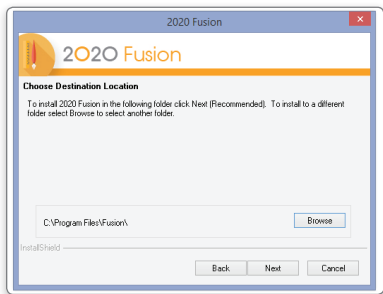 2020 Fusion
2020 Fusion
Choose Destination Location
To install 2020 Fusion in the following folder click Next (Recommended). To install to a different
folder select Browse to select another folder.
C:\Program Files\Fusion\
Browse
InstallShield
Back
Next
Cancel